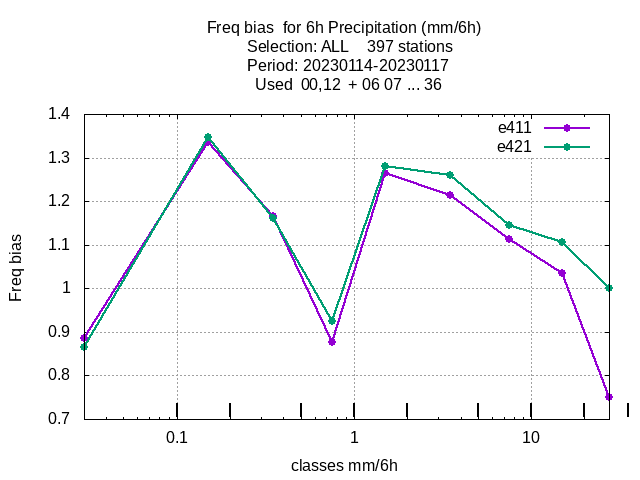 Freq bias  for 6h Precipitation (mm/6h)
Selection: ALL    397 stations
Period: 20230114-20230117
Used  00,12  + 06 07 ... 36
e411
e421
Freq bias
1.4
1.3
1.2
1.1
1
0.9
0.8
0.7
0.1 1 10
classes mm/6h